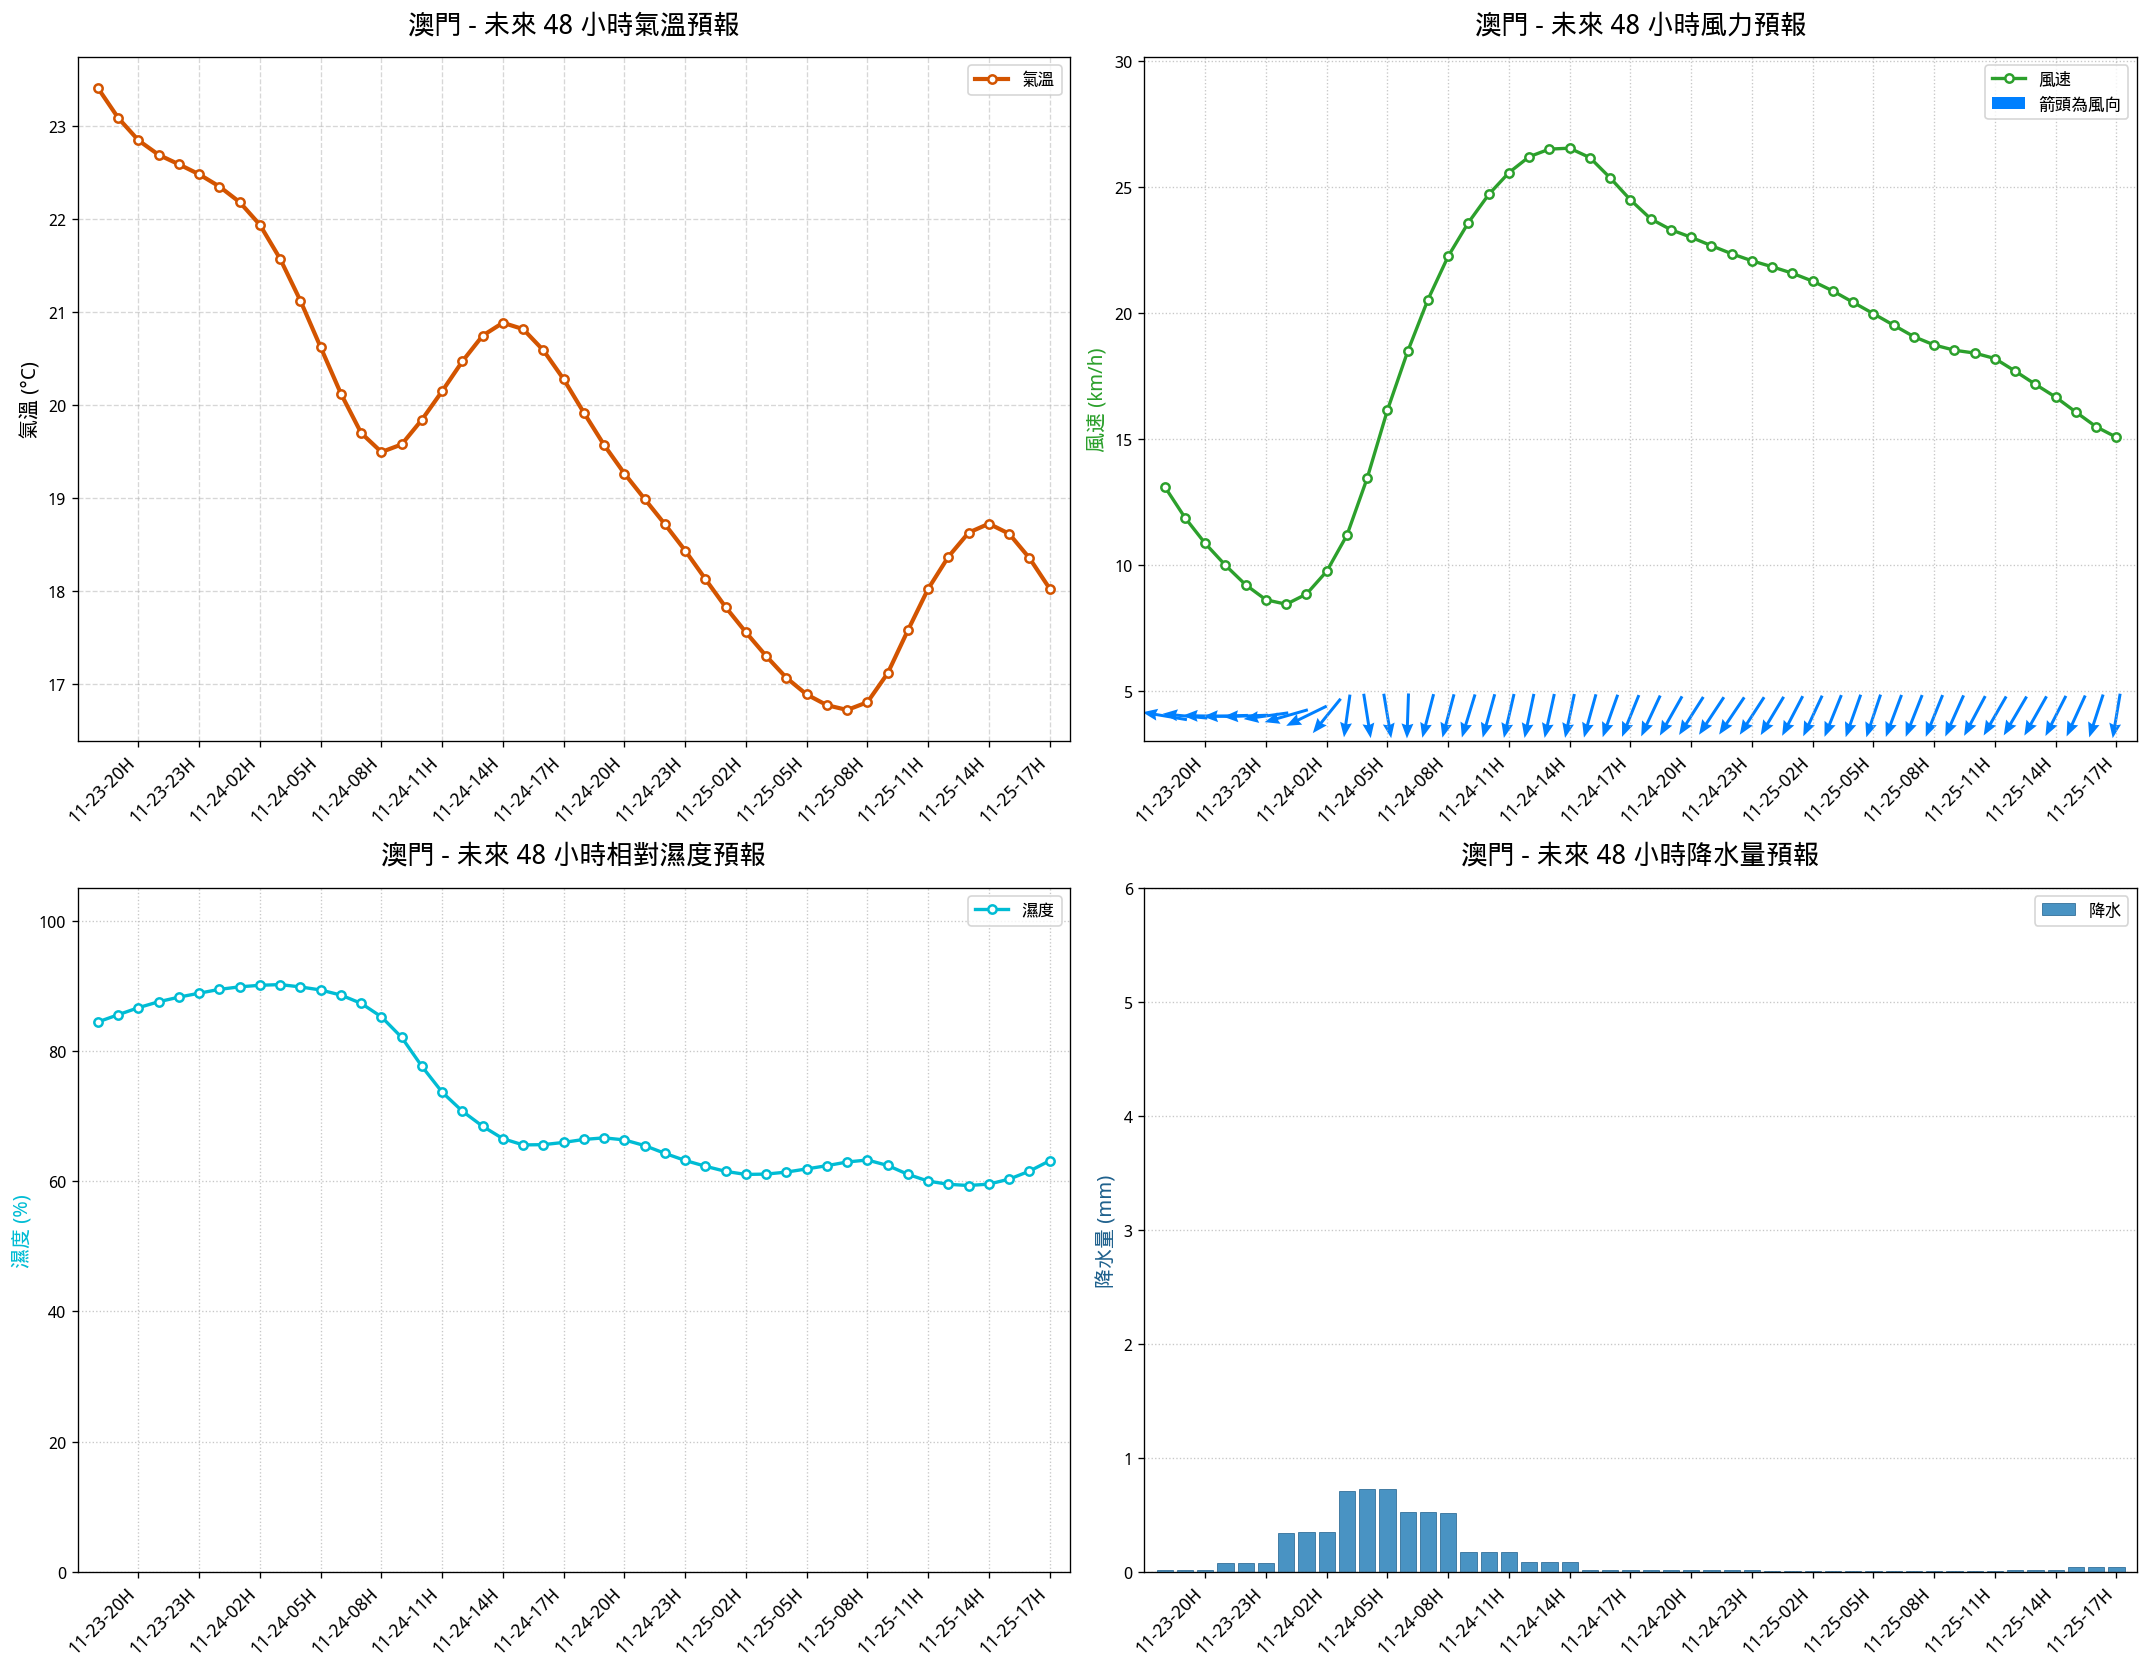 澳門 - 未來 48 小時氣溫預報
氣溫
氣溫 (°C)
23
22
21
20
19
18
17
11-23-20H
11-23-23H
11-24-02H
11-24-05H
11-24-08H
11-24-11H
11-24-14H
11-24-17H
11-24-20H
11-24-23H
11-25-02H
11-25-05H
11-25-08H
11-25-11H
11-25-14H
11-25-17H
澳門 - 未來 48 小時風力預報
風速
箭頭為風向
風速 (km/h)
30
25
20
15
10
5
11-23-20H
11-23-23H
11-24-02H
11-24-05H
11-24-08H
11-24-11H
11-24-14H
11-24-17H
11-24-20H
11-24-23H
11-25-02H
11-25-05H
11-25-08H
11-25-11H
11-25-14H
11-25-17H
澳門 - 未來 48 小時相對濕度預報
濕度
濕度 (%)
100
80
60
40
20
0
11-23-20H
11-23-23H
11-24-02H
11-24-05H
11-24-08H
11-24-11H
11-24-14H
11-24-17H
11-24-20H
11-24-23H
11-25-02H
11-25-05H
11-25-08H
11-25-11H
11-25-14H
11-25-17H
澳門 - 未來 48 小時降水量預報
降水
降水量 (mm)
6
5
4
3
2
1
0
11-23-20H
11-23-23H
11-24-02H
11-24-05H
11-24-08H
11-24-11H
11-24-14H
11-24-17H
11-24-20H
11-24-23H
11-25-02H
11-25-05H
11-25-08H
11-25-11H
11-25-14H
11-25-17H